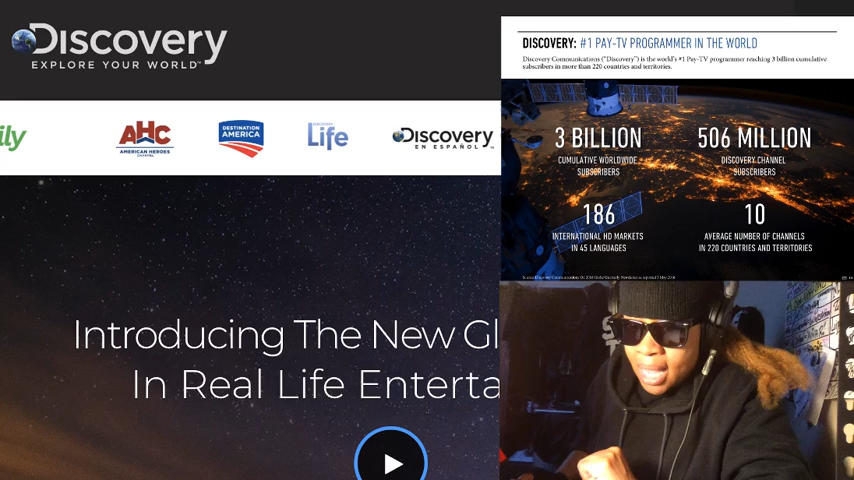 Discovery
EXPLORE YOUR WORLD™
ily
AHC
AMERICAN HEROES
CHANNEL
DESTINATION
AMERICA
DISCOVERY
Life
Discovery
EN ESPAÑOL™
Introducing The New Gl
In Real Life Enterta
DISCOVERY: #1 PAY-TV PROGRAMMER IN THE WORLD
Discovery Communications ("Discovery") is the world's #1 Pay-TV programmer reaching 3 billion cumulative
subscribers in more than 220 countries and territories.
3 BILLION
CUMULATIVE WORLDWIDE
SUBSCRIBERS
506 MILLION
DISCOVERY CHANNEL
SUBSCRIBERS
186
INTERNATIONAL HD MARKETS
IN 45 LANGUAGES
10
AVERAGE NUMBER OF CHANNELS
IN 220 COUNTRIES AND TERRITORIES